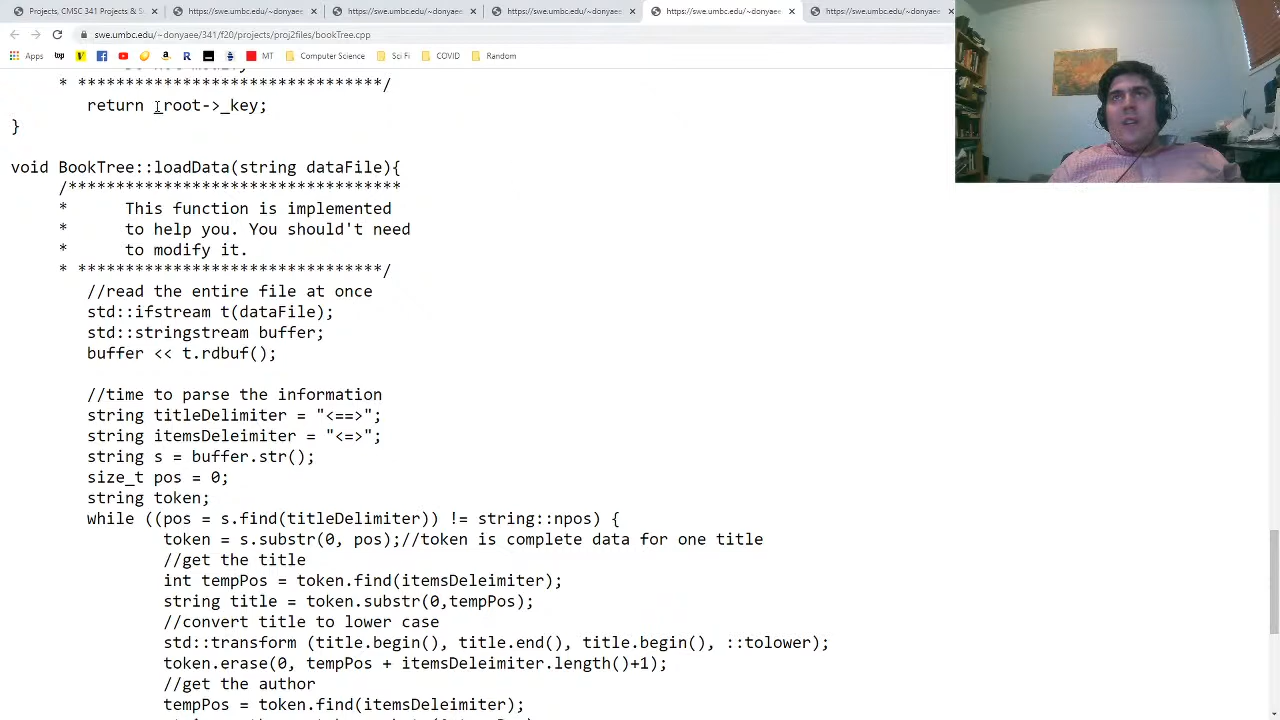 Projects, CMSC 341 Projects & S
https://swe.umbc.edu/~donyaee/
https://swe.umbc.edu/~donyaee/
https://swe.umbc.edu/~donyaee/
https://swe.umbc.edu/~donyaee/
https://swe.umbc.edu/~donyaee/
swe.umbc.edu/~donyaee/341/f20/projects/proj2files/bookTree.cpp
Apps wp MT Computer Science Sci Fi COVID Random
* ********************************/
return _root->_key;
}
void BookTree::loadData(string dataFile){
/***********************************
* This function is implemented
* to help you. You should't need
* to modify it.
* ********************************/
//read the entire file at once
std::ifstream t(dataFile);
std::stringstream buffer;
buffer << t.rdbuf();
//time to parse the information
string titleDelimiter = "<==>";
string itemsDeleimiter = "<=>";
string s = buffer.str();
size_t pos = 0;
string token;
while ((pos = s.find(titleDelimiter)) != string::npos) {
token = s.substr(0, pos);//token is complete data for one title
//get the title
int tempPos = token.find(itemsDeleimiter);
string title = token.substr(0,tempPos);
//convert title to lower case
std::transform (title.begin(), title.end(), title.begin(), ::tolower);
token.erase(0, tempPos + itemsDeleimiter.length()+1);
//get the author
tempPos = token.find(itemsDeleimiter);